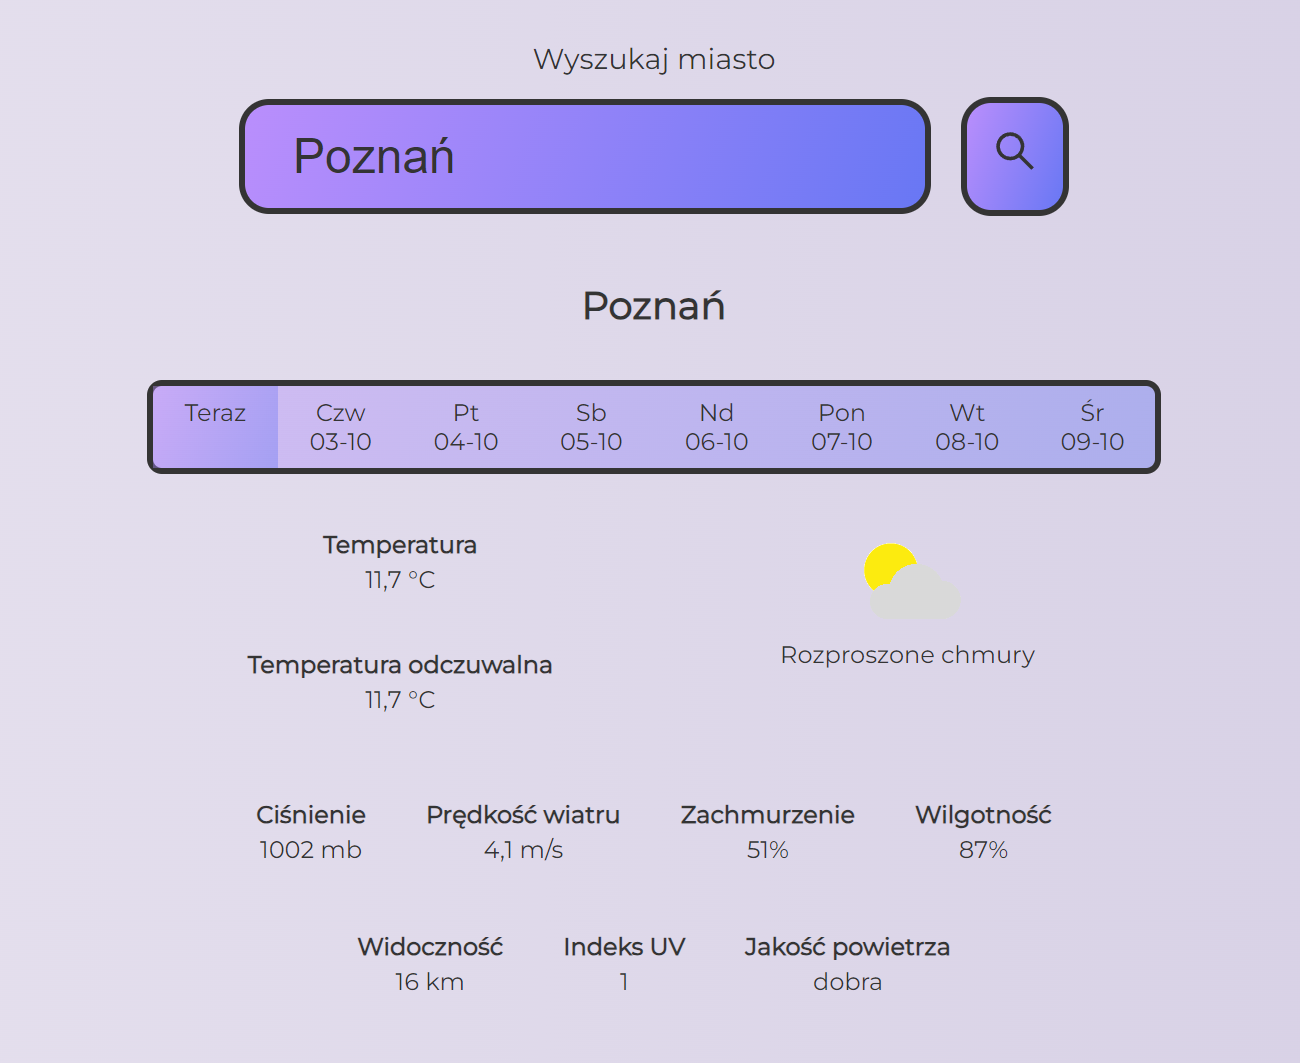 Wyszukaj miasto
Poznań
Poznań
Teraz Czw Pt Sb Nd Pon Wt Śr
03-10 04-10 05-10 06-10 07-10 08-10 09-10
Temperatura
11,7 °C
Temperatura odczuwalna
11,7 °C
Rozproszone chmury
Ciśnienie Prędkość wiatru Zachmurzenie Wilgotność
1002 mb 4,1 m/s 51% 87%
Widoczność Indeks UV Jakość powietrza
16 km 1 dobra